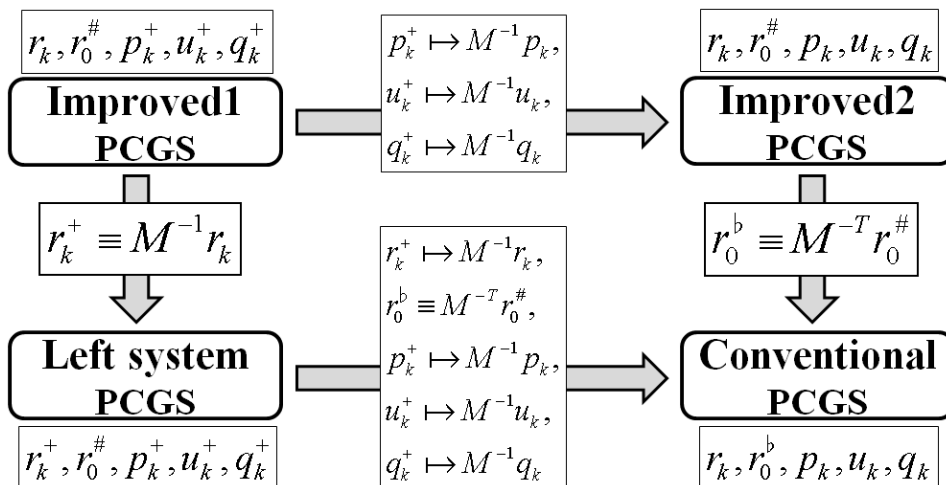 r_k, r_0^#, p_k^+, u_k^+, q_k^+
Improved1
PCGS
p_k^+ ↦ M^{-1} p_k,
u_k^+ ↦ M^{-1} u_k,
q_k^+ ↦ M^{-1} q_k
r_k, r_0^#, p_k, u_k, q_k
Improved2
PCGS
r_k^+ ≡ M^{-1} r_k
r_0^♭ ≡ M^{-T} r_0^#
r_k^+ ↦ M^{-1} r_k,
r_0^♭ ≡ M^{-T} r_0^#,
p_k^+ ↦ M^{-1} p_k,
u_k^+ ↦ M^{-1} u_k,
q_k^+ ↦ M^{-1} q_k
Left system
PCGS
r_k^+, r_0^#, p_k^+, u_k^+, q_k^+
Conventional
PCGS
r_k, r_0^♭, p_k, u_k, q_k